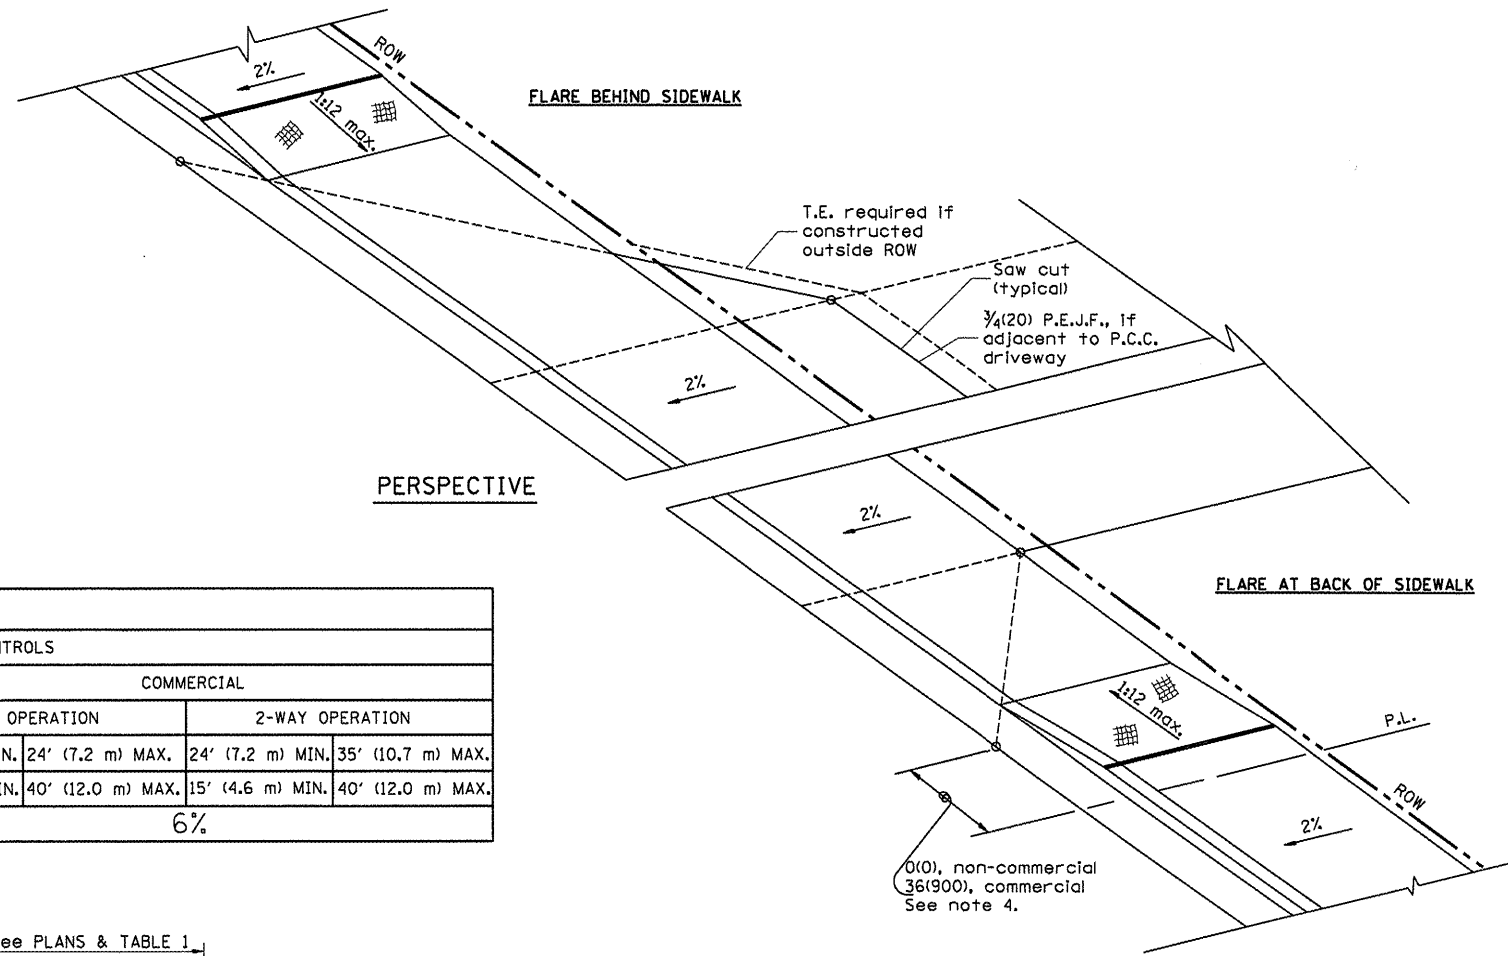 ROW
2%
FLARE BEHIND SIDEWALK
1:12 max.
T.E. required if
constructed
outside ROW
Saw cut
(typical)
¾(20) P.E.J.F., if
adjacent to P.C.C.
driveway
2%
PERSPECTIVE
2%
FLARE AT BACK OF SIDEWALK
1:12 max.
P.L.
ROW
2%
0(0), non-commercial
36(900), commercial
See note 4.
NTROLS
COMMERCIAL
OPERATION 2-WAY OPERATION
N. 24' (7.2 m) MAX. 24' (7.2 m) MIN. 35' (10.7 m) MAX.
IN. 40' (12.0 m) MAX. 15' (4.6 m) MIN. 40' (12.0 m) MAX.
6%
ee PLANS & TABLE 1